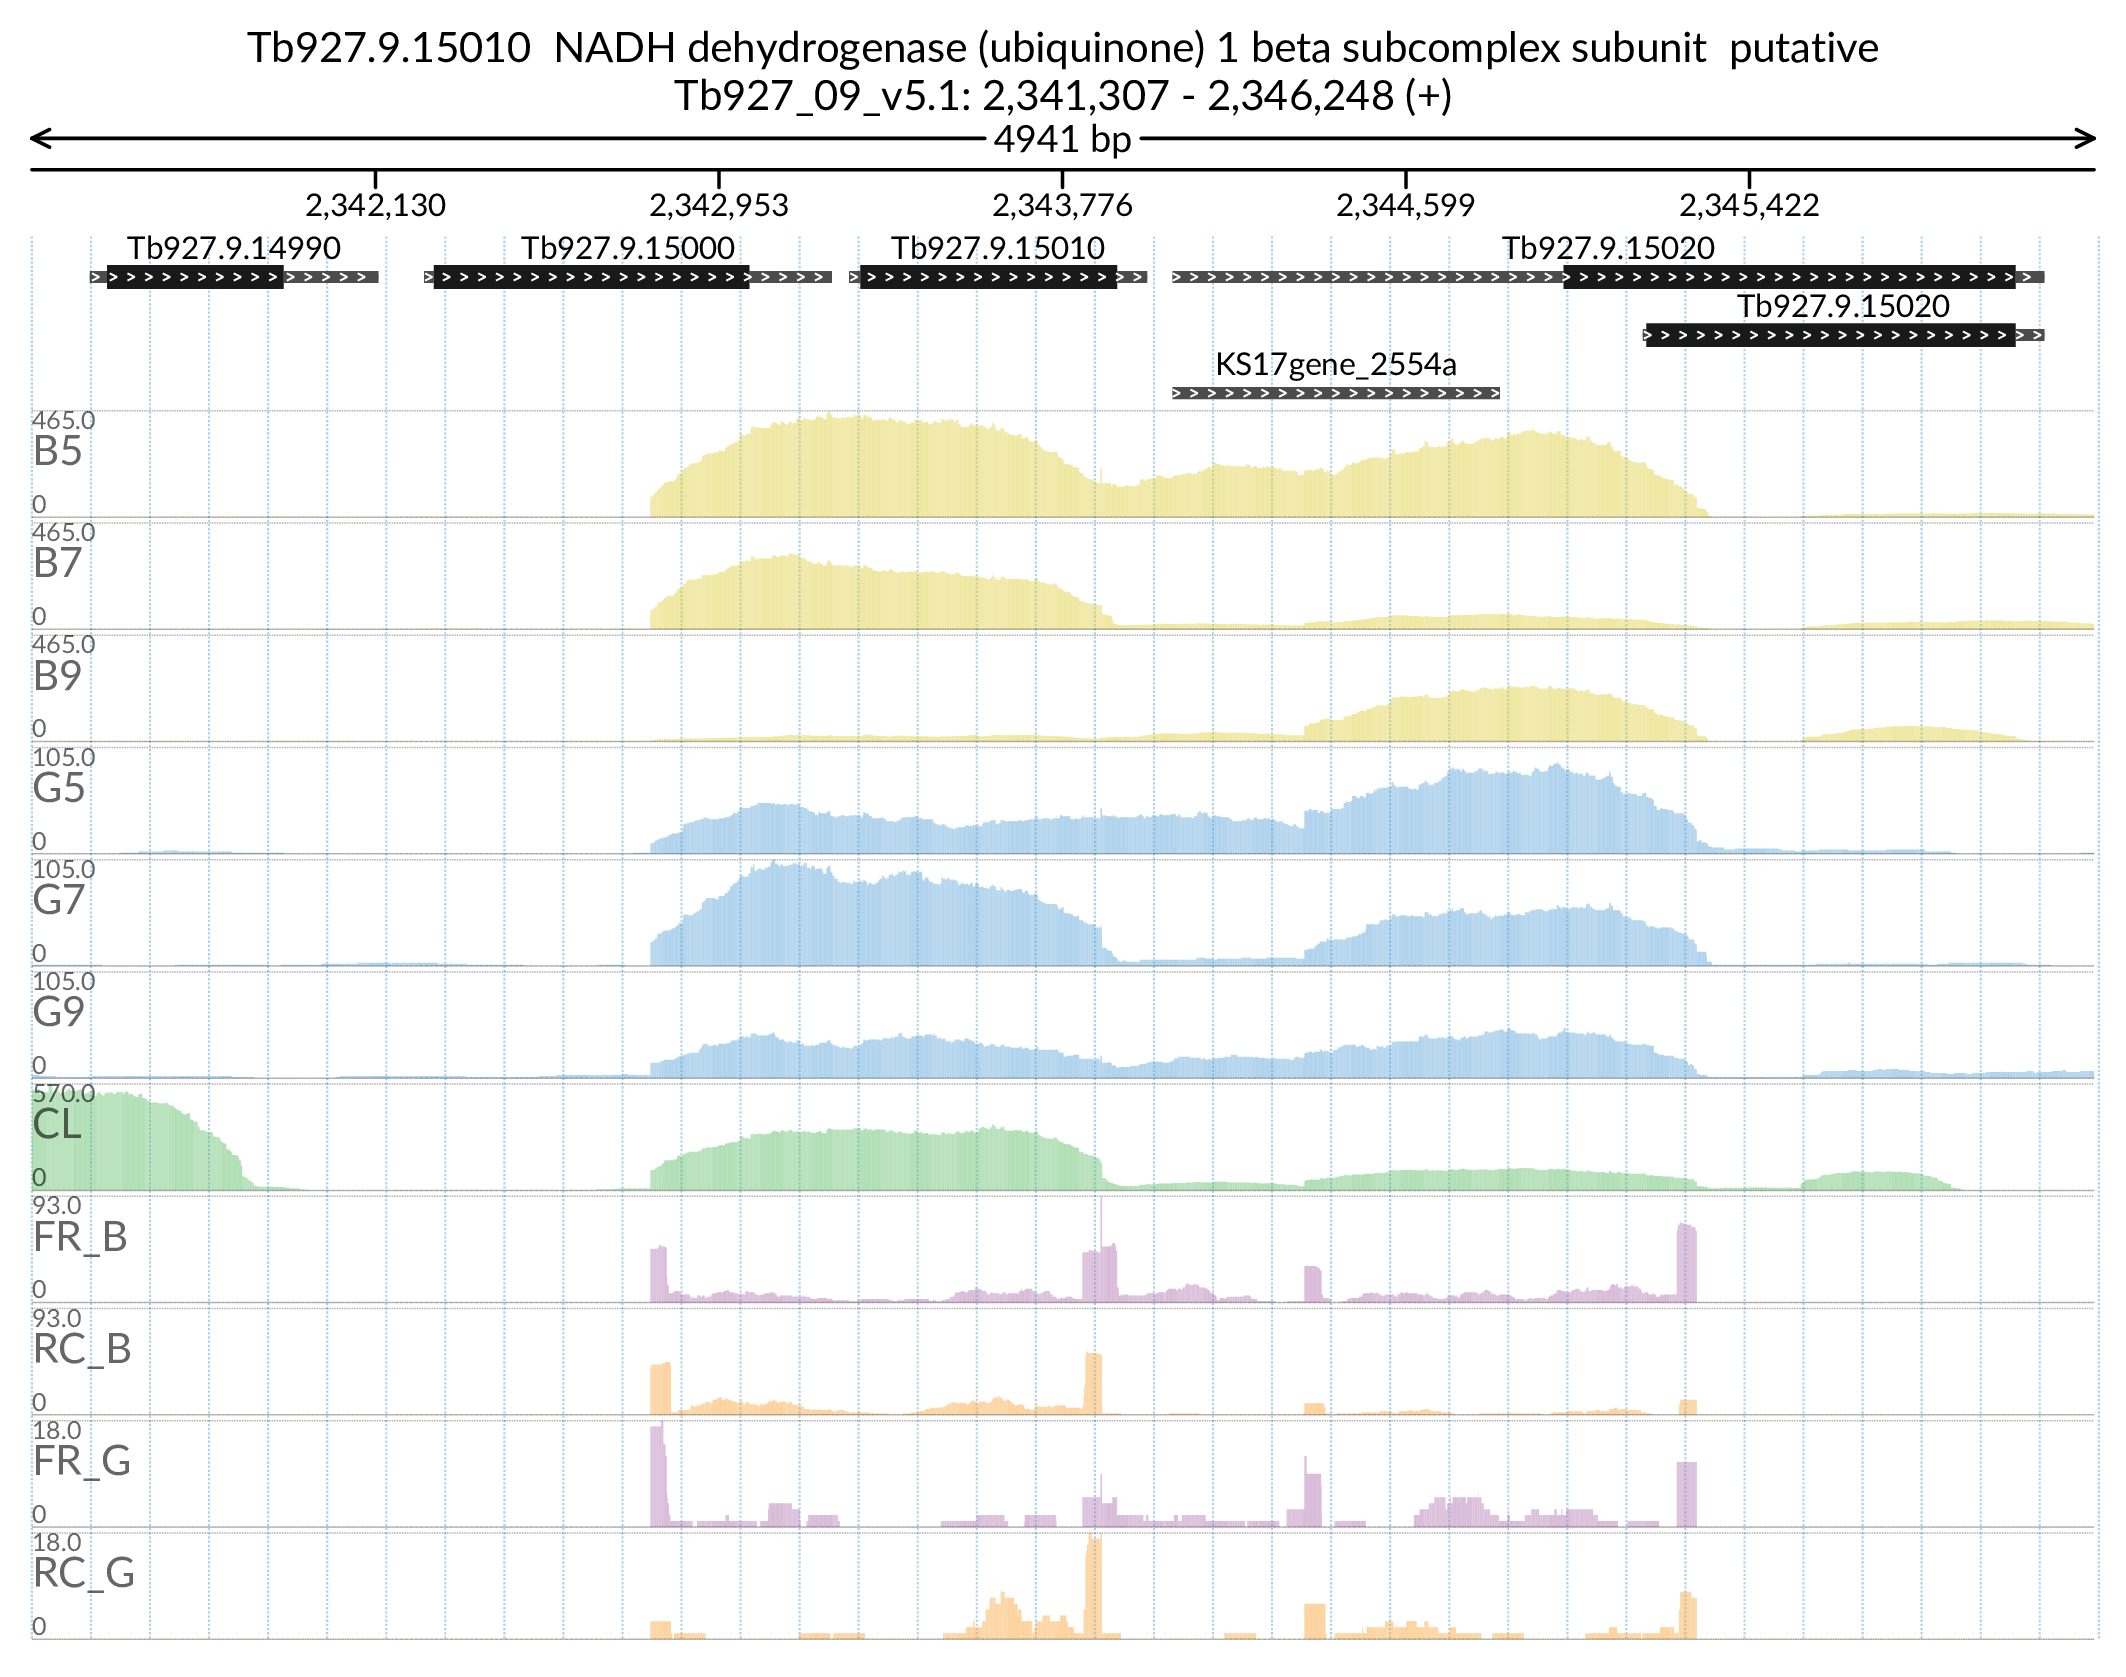 Tb927.9.15010  NADH dehydrogenase (ubiquinone) 1 beta subcomplex subunit  putative
Tb927_09_v5.1: 2,341,307 - 2,346,248 (+)
4941 bp
2,342,130 2,342,953 2,343,776 2,344,599 2,345,422
Tb927.9.14990 Tb927.9.15000 Tb927.9.15010 Tb927.9.15020
Tb927.9.15020
KS17gene_2554a
465.0
B5
0
465.0
B7
0
465.0
B9
0
105.0
G5
0
105.0
G7
0
105.0
G9
0
570.0
CL
0
93.0
FR_B
0
93.0
RC_B
0
18.0
FR_G
0
18.0
RC_G
0